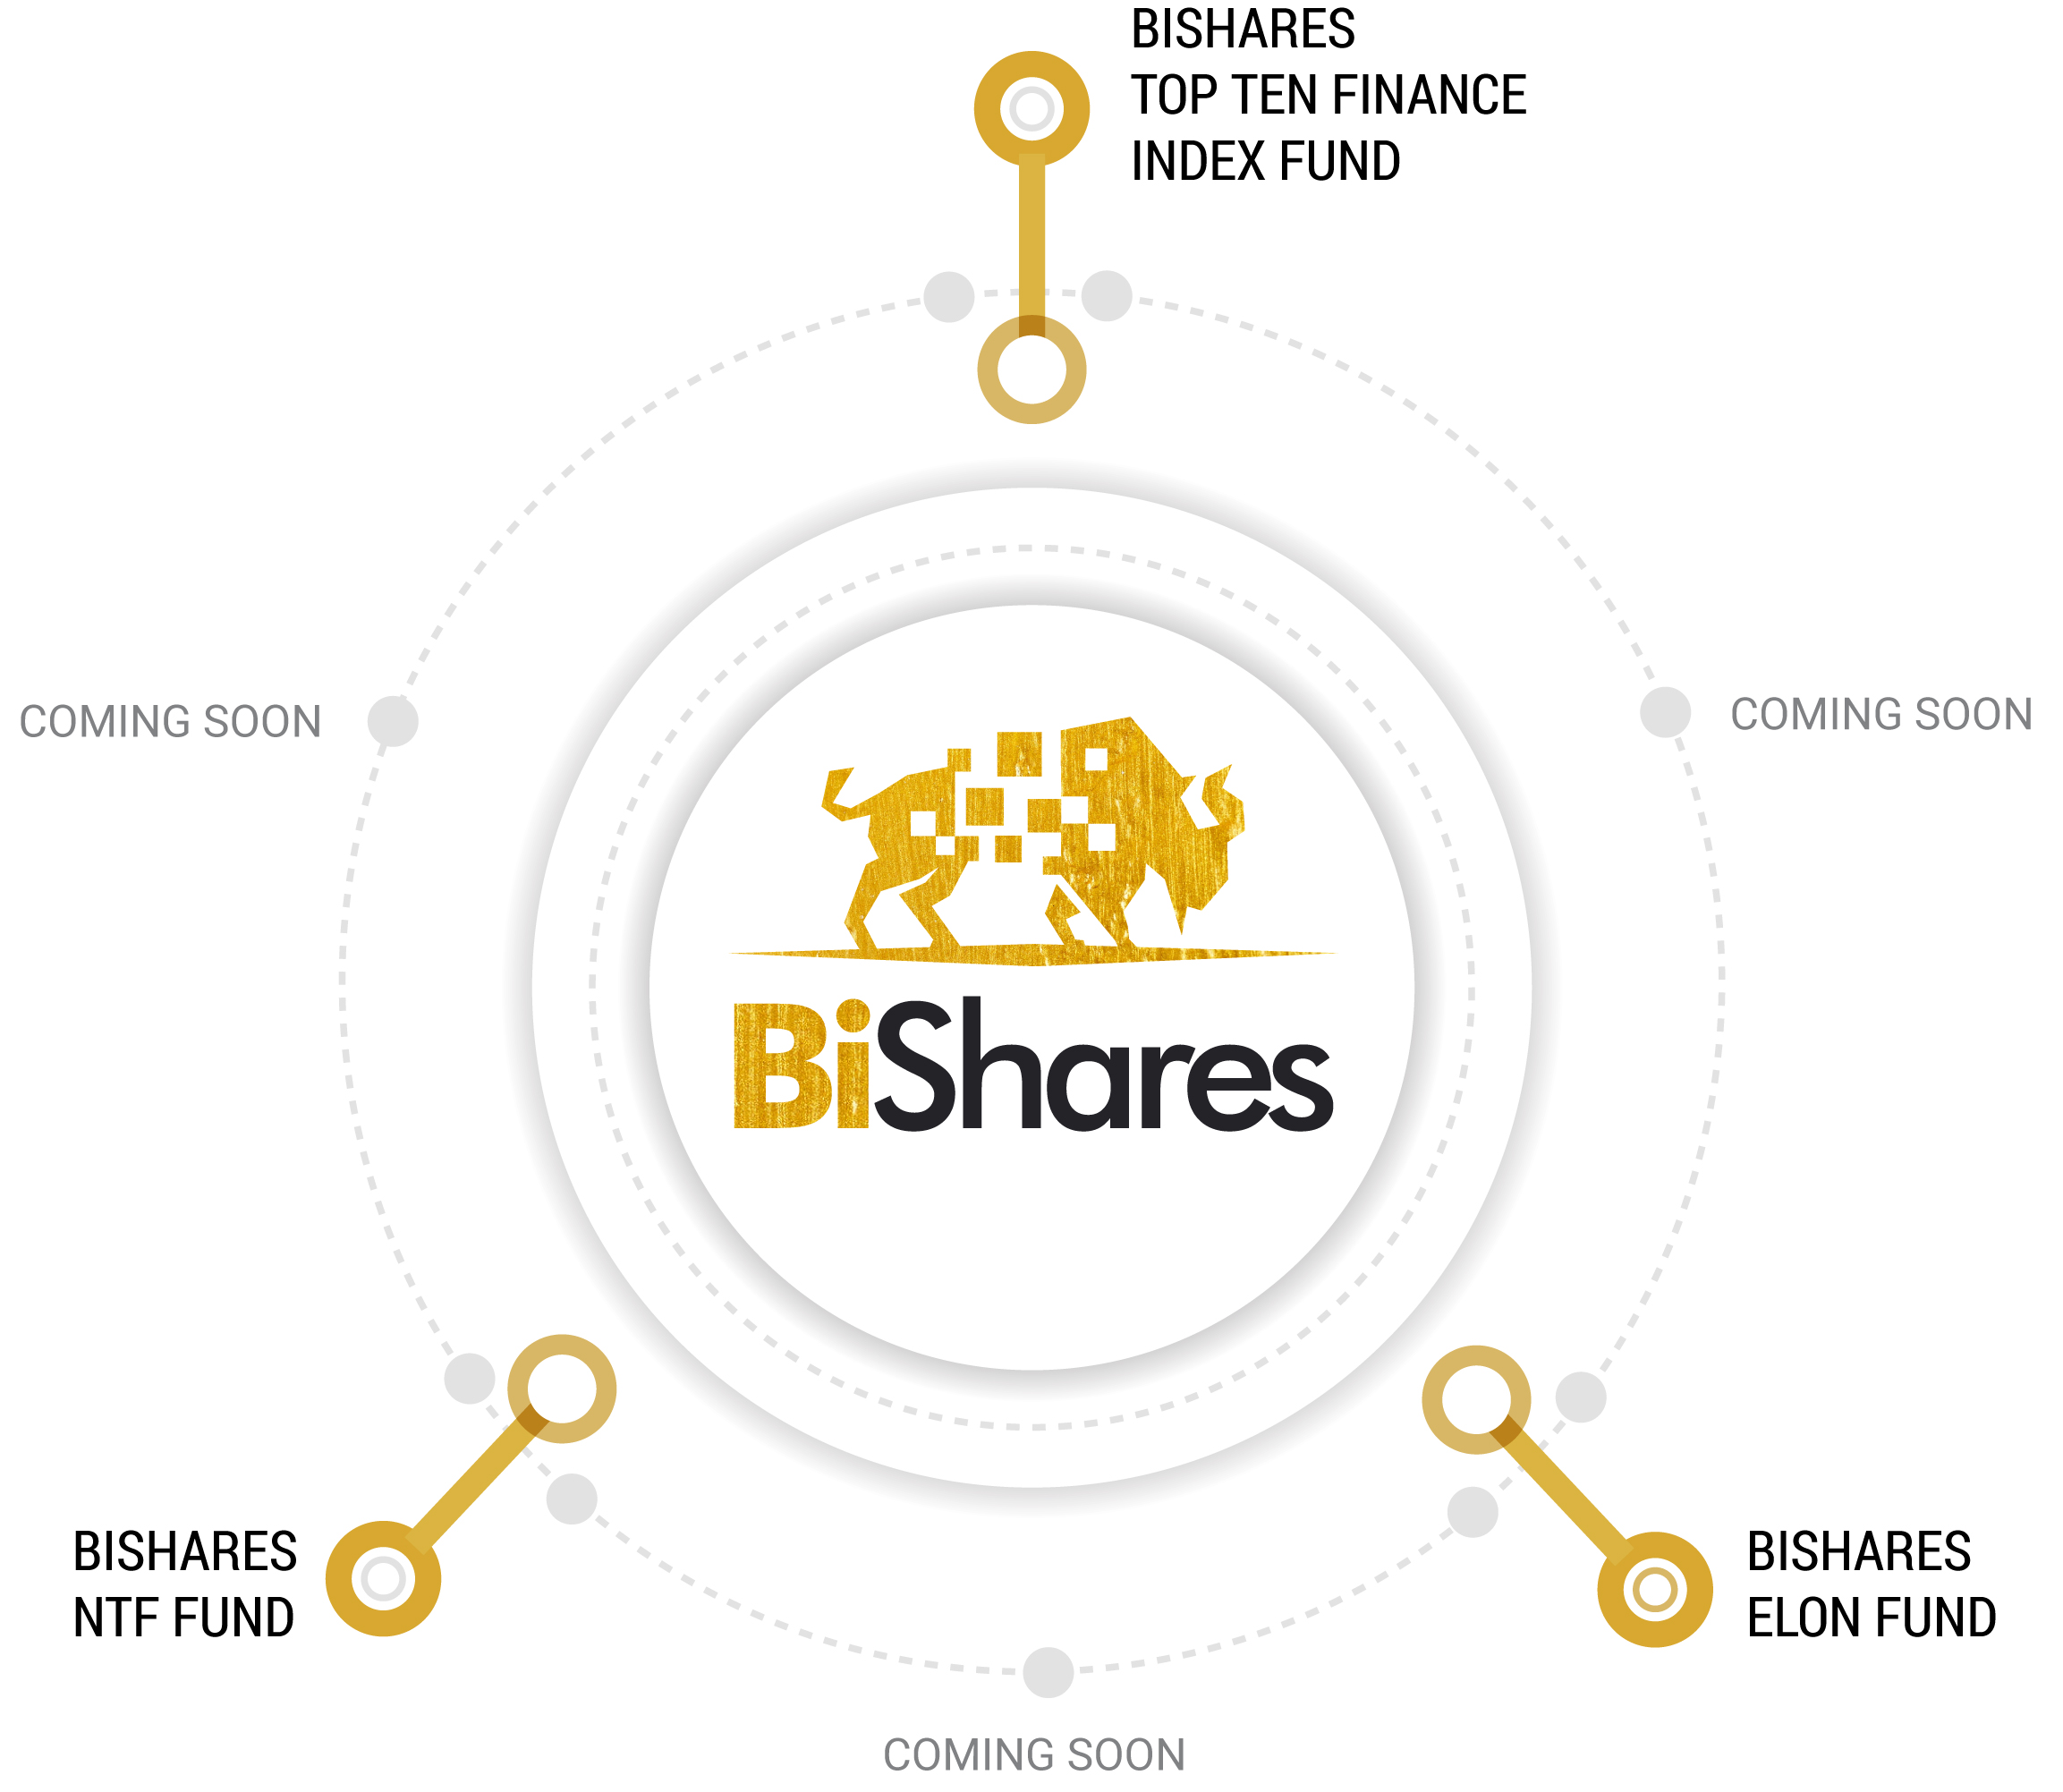 BISHARES
TOP TEN FINANCE
INDEX FUND
COMING SOON
COMING SOON
BiShares
BISHARES
NTF FUND
BISHARES
ELON FUND
COMING SOON